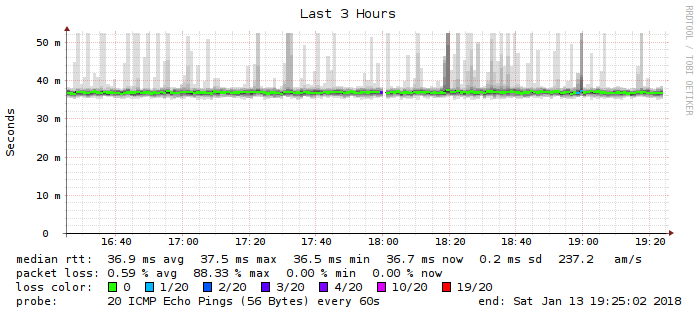 Last 3 Hours
RRDTOOL / TOBI OETIKER
Seconds
50 m
40 m
30 m
20 m
10 m
0
16:40 17:00 17:20 17:40 18:00 18:20 18:40 19:00 19:20
median rtt: 36.9 ms avg 37.5 ms max 36.5 ms min 36.7 ms now 0.2 ms sd 237.2 am/s
packet loss: 0.59 % avg 88.33 % max 0.00 % min 0.00 % now
loss color: 0 1/20 2/20 3/20 4/20 10/20 19/20
probe: 20 ICMP Echo Pings (56 Bytes) every 60s end: Sat Jan 13 19:25:02 2018